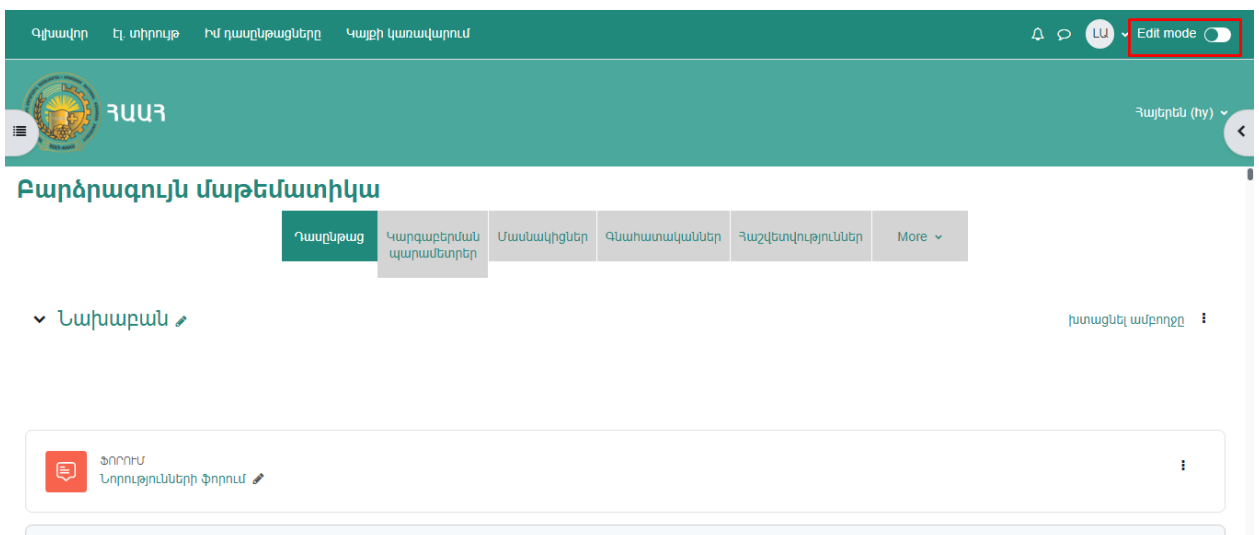 Գլխավոր Էլ. տիրույթ Իմ դասընթացները Կայքի կառավարում ԼԱ Edit mode
ՀԱԱՀ
Հայերեն ‎(hy)‎
Բարձրագույն մաթեմատիկա
Դասընթաց Կարգաբերման պարամետրեր Մասնակիցներ Գնահատականներ Հաշվետվություններ More
Նախաբան խտացնել ամբողջը
ՖՈՐՈՒՄ
Նորությունների ֆորում